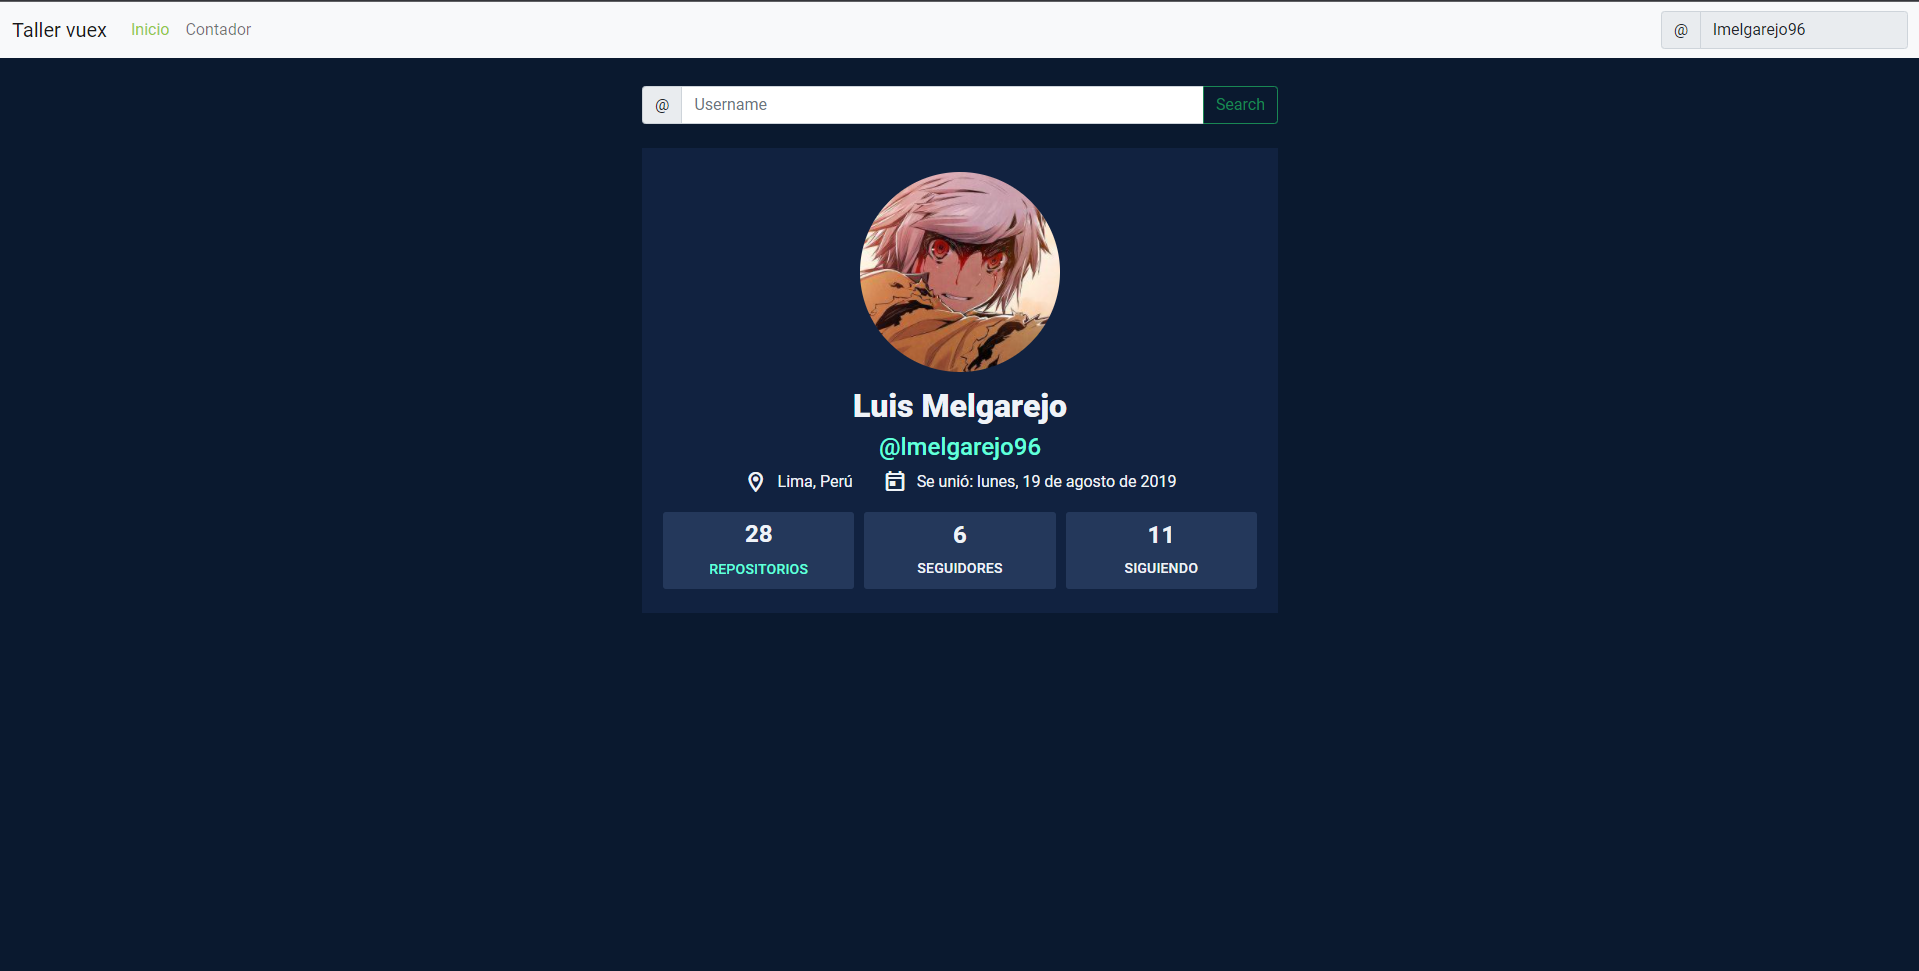 Taller vuex Inicio Contador @ lmelgarejo96
@ Username Search
Luis Melgarejo
@lmelgarejo96
Lima, Perú Se unió: lunes, 19 de agosto de 2019
28 6 11
REPOSITORIOS SEGUIDORES SIGUIENDO